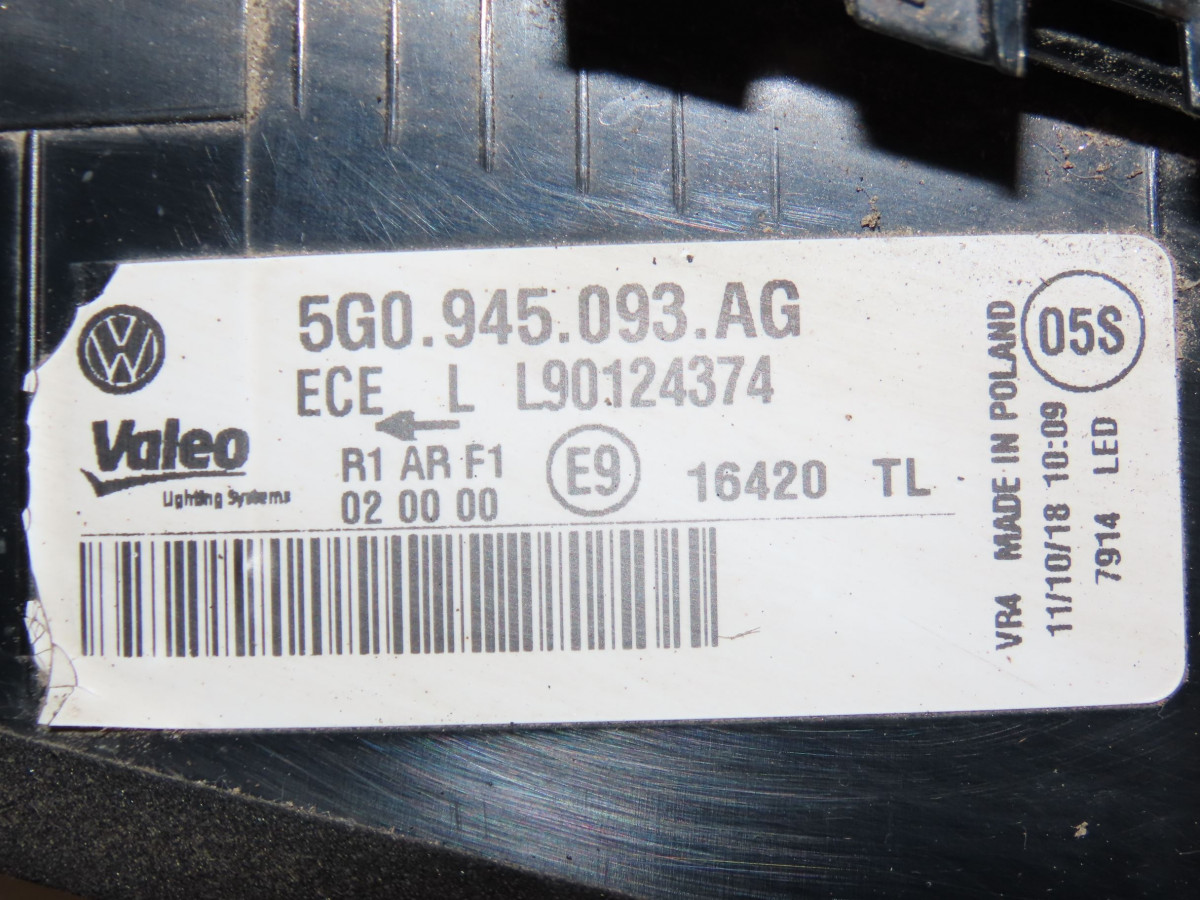 5G0.945.093.AG
ECE L L90124374
VW
Valeo
Lighting Systems
R1 AR F1
02 00 00
E9
16420 TL
VR4 MADE IN POLAND
11/10/18 10:09
7914 LED
05S